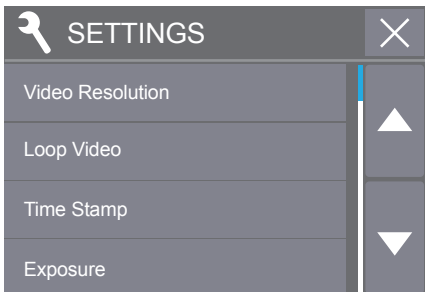 SETTINGS
Video Resolution
Loop Video
Time Stamp
Exposure